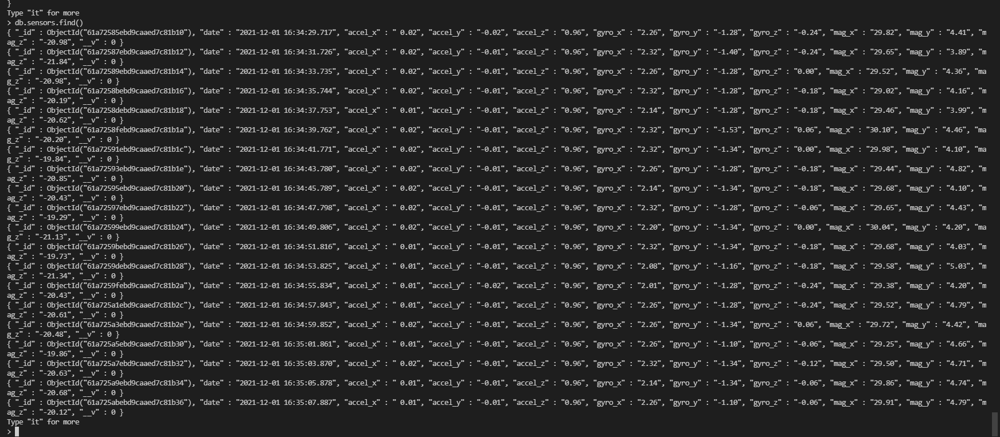 }
Type "it" for more
> db.sensors.find()
{ "_id" : ObjectId("61a72585ebd9caaed7c81b10"), "date" : "2021-12-01 16:34:29.717", "accel_x" : " 0.02", "accel_y" : "-0.02", "accel_z" : "0.96", "gyro_x" : "2.26", "gyro_y" : "-1.28", "gyro_z" : "-0.24", "mag_x" : "29.82", "mag_y" : "4.41", "m
ag_z" : "-20.98", "__v" : 0 }
{ "_id" : ObjectId("61a72587ebd9caaed7c81b12"), "date" : "2021-12-01 16:34:31.726", "accel_x" : " 0.02", "accel_y" : "-0.01", "accel_z" : "0.96", "gyro_x" : "2.32", "gyro_y" : "-1.40", "gyro_z" : "-0.24", "mag_x" : "29.65", "mag_y" : "3.89", "m
ag_z" : "-21.84", "__v" : 0 }
{ "_id" : ObjectId("61a72589ebd9caaed7c81b14"), "date" : "2021-12-01 16:34:33.735", "accel_x" : " 0.02", "accel_y" : "-0.01", "accel_z" : "0.96", "gyro_x" : "2.26", "gyro_y" : "-1.28", "gyro_z" : "0.00", "mag_x" : "29.52", "mag_y" : "4.36", "ma
g_z" : "-20.98", "__v" : 0 }
{ "_id" : ObjectId("61a7258bebd9caaed7c81b16"), "date" : "2021-12-01 16:34:35.744", "accel_x" : " 0.02", "accel_y" : "-0.01", "accel_z" : "0.96", "gyro_x" : "2.32", "gyro_y" : "-1.28", "gyro_z" : "-0.18", "mag_x" : "29.02", "mag_y" : "4.16", "m
ag_z" : "-20.19", "__v" : 0 }
{ "_id" : ObjectId("61a7258debd9caaed7c81b18"), "date" : "2021-12-01 16:34:37.753", "accel_x" : " 0.01", "accel_y" : "-0.01", "accel_z" : "0.96", "gyro_x" : "2.14", "gyro_y" : "-1.28", "gyro_z" : "-0.18", "mag_x" : "29.46", "mag_y" : "3.99", "m
ag_z" : "-20.62", "__v" : 0 }
{ "_id" : ObjectId("61a7258febd9caaed7c81b1a"), "date" : "2021-12-01 16:34:39.762", "accel_x" : " 0.02", "accel_y" : "-0.01", "accel_z" : "0.96", "gyro_x" : "2.32", "gyro_y" : "-1.53", "gyro_z" : "0.06", "mag_x" : "30.10", "mag_y" : "4.46", "ma
g_z" : "-20.20", "__v" : 0 }
{ "_id" : ObjectId("61a72591ebd9caaed7c81b1c"), "date" : "2021-12-01 16:34:41.771", "accel_x" : " 0.02", "accel_y" : "-0.01", "accel_z" : "0.96", "gyro_x" : "2.32", "gyro_y" : "-1.34", "gyro_z" : "0.00", "mag_x" : "29.98", "mag_y" : "4.10", "ma
g_z" : "-19.84", "__v" : 0 }
{ "_id" : ObjectId("61a72593ebd9caaed7c81b1e"), "date" : "2021-12-01 16:34:43.780", "accel_x" : " 0.02", "accel_y" : "-0.01", "accel_z" : "0.96", "gyro_x" : "2.26", "gyro_y" : "-1.28", "gyro_z" : "-0.18", "mag_x" : "29.44", "mag_y" : "4.82", "m
ag_z" : "-20.85", "__v" : 0 }
{ "_id" : ObjectId("61a72595ebd9caaed7c81b20"), "date" : "2021-12-01 16:34:45.789", "accel_x" : " 0.02", "accel_y" : "-0.01", "accel_z" : "0.96", "gyro_x" : "2.14", "gyro_y" : "-1.34", "gyro_z" : "-0.18", "mag_x" : "29.68", "mag_y" : "4.10", "m
ag_z" : "-20.43", "__v" : 0 }
{ "_id" : ObjectId("61a72597ebd9caaed7c81b22"), "date" : "2021-12-01 16:34:47.798", "accel_x" : " 0.02", "accel_y" : "-0.01", "accel_z" : "0.96", "gyro_x" : "2.32", "gyro_y" : "-1.28", "gyro_z" : "-0.06", "mag_x" : "29.65", "mag_y" : "4.43", "m
ag_z" : "-19.29", "__v" : 0 }
{ "_id" : ObjectId("61a72599ebd9caaed7c81b24"), "date" : "2021-12-01 16:34:49.806", "accel_x" : " 0.02", "accel_y" : "-0.01", "accel_z" : "0.96", "gyro_x" : "2.20", "gyro_y" : "-1.34", "gyro_z" : "0.00", "mag_x" : "30.04", "mag_y" : "4.20", "ma
g_z" : "-21.13", "__v" : 0 }
{ "_id" : ObjectId("61a7259bebd9caaed7c81b26"), "date" : "2021-12-01 16:34:51.816", "accel_x" : " 0.01", "accel_y" : "-0.01", "accel_z" : "0.96", "gyro_x" : "2.32", "gyro_y" : "-1.34", "gyro_z" : "-0.18", "mag_x" : "29.68", "mag_y" : "4.03", "m
ag_z" : "-19.73", "__v" : 0 }
{ "_id" : ObjectId("61a7259debd9caaed7c81b28"), "date" : "2021-12-01 16:34:53.825", "accel_x" : " 0.01", "accel_y" : "-0.01", "accel_z" : "0.96", "gyro_x" : "2.08", "gyro_y" : "-1.16", "gyro_z" : "-0.18", "mag_x" : "29.58", "mag_y" : "5.03", "m
ag_z" : "-21.34", "__v" : 0 }
{ "_id" : ObjectId("61a7259febd9caaed7c81b2a"), "date" : "2021-12-01 16:34:55.834", "accel_x" : " 0.01", "accel_y" : "-0.02", "accel_z" : "0.96", "gyro_x" : "2.01", "gyro_y" : "-1.28", "gyro_z" : "-0.24", "mag_x" : "29.38", "mag_y" : "4.20", "m
ag_z" : "-20.43", "__v" : 0 }
{ "_id" : ObjectId("61a725a1ebd9caaed7c81b2c"), "date" : "2021-12-01 16:34:57.843", "accel_x" : " 0.01", "accel_y" : "-0.01", "accel_z" : "0.96", "gyro_x" : "2.26", "gyro_y" : "-1.28", "gyro_z" : "-0.24", "mag_x" : "29.52", "mag_y" : "4.79", "m
ag_z" : "-20.61", "__v" : 0 }
{ "_id" : ObjectId("61a725a3ebd9caaed7c81b2e"), "date" : "2021-12-01 16:34:59.852", "accel_x" : " 0.02", "accel_y" : "-0.01", "accel_z" : "0.96", "gyro_x" : "2.26", "gyro_y" : "-1.34", "gyro_z" : "0.06", "mag_x" : "29.72", "mag_y" : "4.42", "ma
g_z" : "-20.48", "__v" : 0 }
{ "_id" : ObjectId("61a725a5ebd9caaed7c81b30"), "date" : "2021-12-01 16:35:01.861", "accel_x" : " 0.01", "accel_y" : "-0.01", "accel_z" : "0.96", "gyro_x" : "2.26", "gyro_y" : "-1.10", "gyro_z" : "-0.06", "mag_x" : "29.25", "mag_y" : "4.66", "m
ag_z" : "-19.86", "__v" : 0 }
{ "_id" : ObjectId("61a725a7ebd9caaed7c81b32"), "date" : "2021-12-01 16:35:03.870", "accel_x" : " 0.02", "accel_y" : "-0.01", "accel_z" : "0.96", "gyro_x" : "2.32", "gyro_y" : "-1.34", "gyro_z" : "-0.12", "mag_x" : "29.50", "mag_y" : "4.71", "m
ag_z" : "-20.63", "__v" : 0 }
{ "_id" : ObjectId("61a725a9ebd9caaed7c81b34"), "date" : "2021-12-01 16:35:05.878", "accel_x" : " 0.01", "accel_y" : "-0.01", "accel_z" : "0.96", "gyro_x" : "2.14", "gyro_y" : "-1.34", "gyro_z" : "-0.06", "mag_x" : "29.86", "mag_y" : "4.74", "m
ag_z" : "-20.68", "__v" : 0 }
{ "_id" : ObjectId("61a725abebd9caaed7c81b36"), "date" : "2021-12-01 16:35:07.887", "accel_x" : " 0.01", "accel_y" : "-0.01", "accel_z" : "0.96", "gyro_x" : "2.26", "gyro_y" : "-1.10", "gyro_z" : "-0.06", "mag_x" : "29.91", "mag_y" : "4.79", "m
ag_z" : "-20.12", "__v" : 0 }
Type "it" for more
>